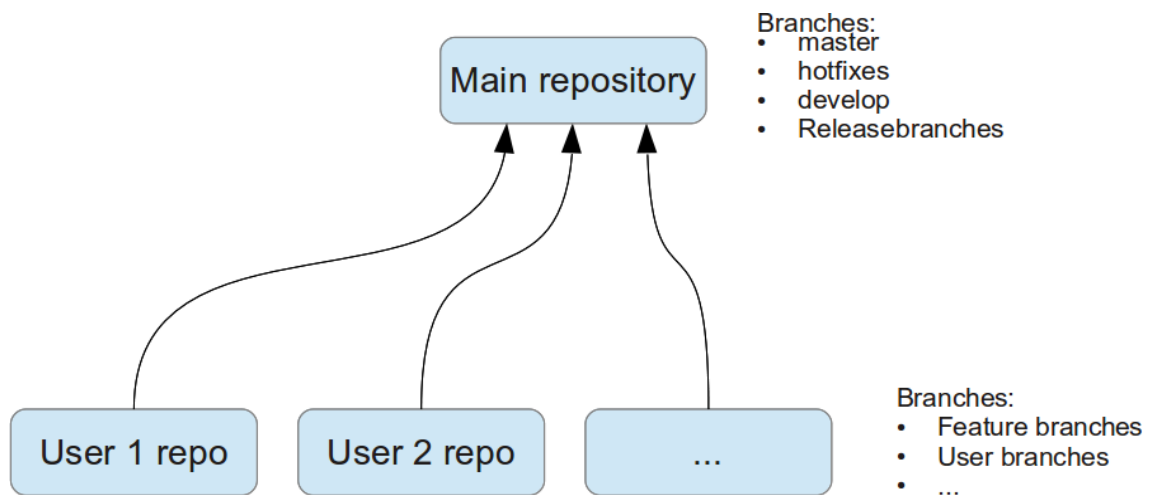 Branches:
• master
• hotfixes
• develop
• Releasebranches
Main repository
User 1 repo
User 2 repo
...
Branches:
• Feature branches
• User branches
• ...